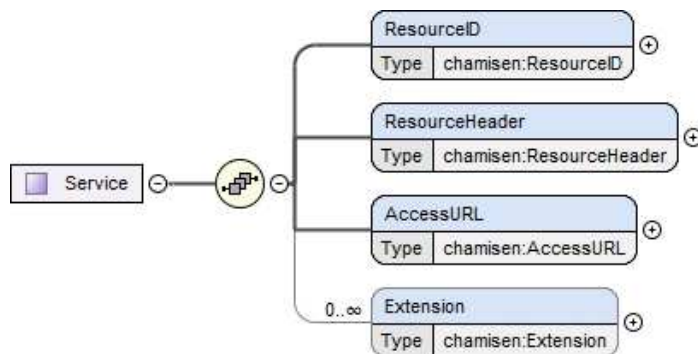 ResourceID
Type chamisen:ResourceID
ResourceHeader
Type chamisen:ResourceHeader
Service
AccessURL
Type chamisen:AccessURL
0..∞
Extension
Type chamisen:Extension